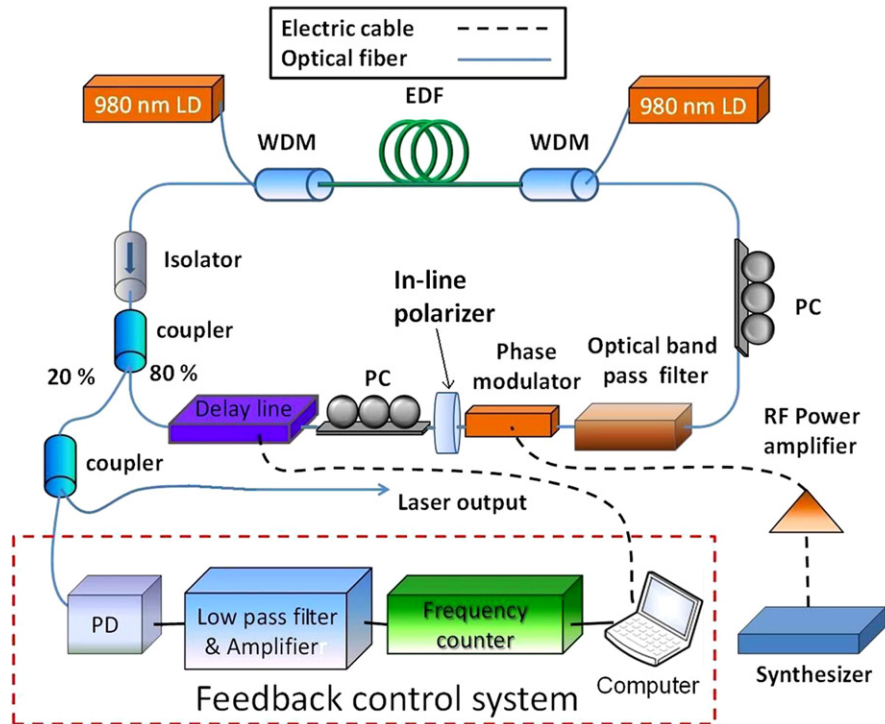 Electric cable
Optical fiber
980 nm LD
EDF
980 nm LD
WDM
WDM
Isolator
In-line
polarizer
PC
coupler
Phase
modulator
Optical band
pass filter
20 %
80 %
PC
Delay line
RF Power
amplifier
coupler
Laser output
PD
Low pass filter
& Amplifier
Frequency
counter
Computer
Synthesizer
Feedback control system